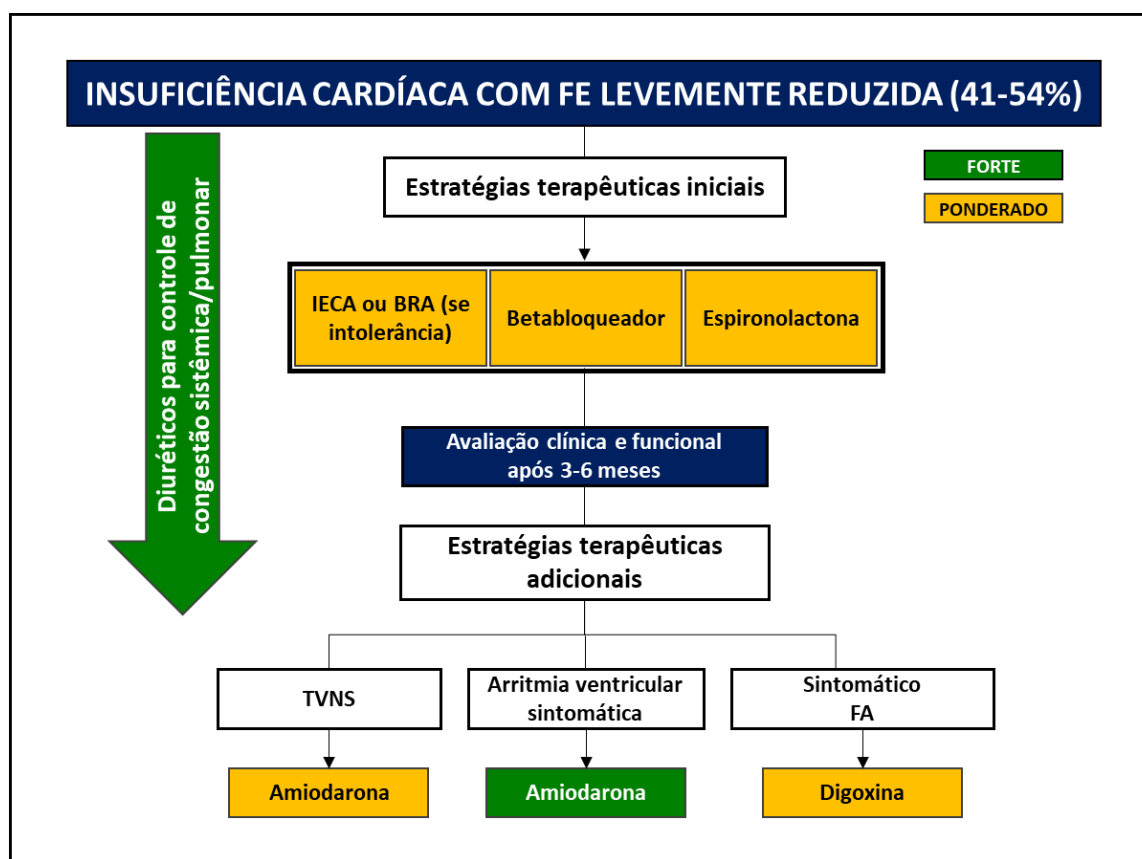 INSUFICIÊNCIA CARDÍACA COM FE LEVEMENTE REDUZIDA (41-54%)
Diuréticos para controle de
congestão sistêmica/pulmonar
FORTE
PONDERADO
Estratégias terapêuticas iniciais
IECA ou BRA (se
intolerância)
Betabloqueador
Espironolactona
Avaliação clínica e funcional
após 3-6 meses
Estratégias terapêuticas
adicionais
TVNS
Arritmia ventricular
sintomática
Sintomático
FA
Amiodarona
Amiodarona
Digoxina